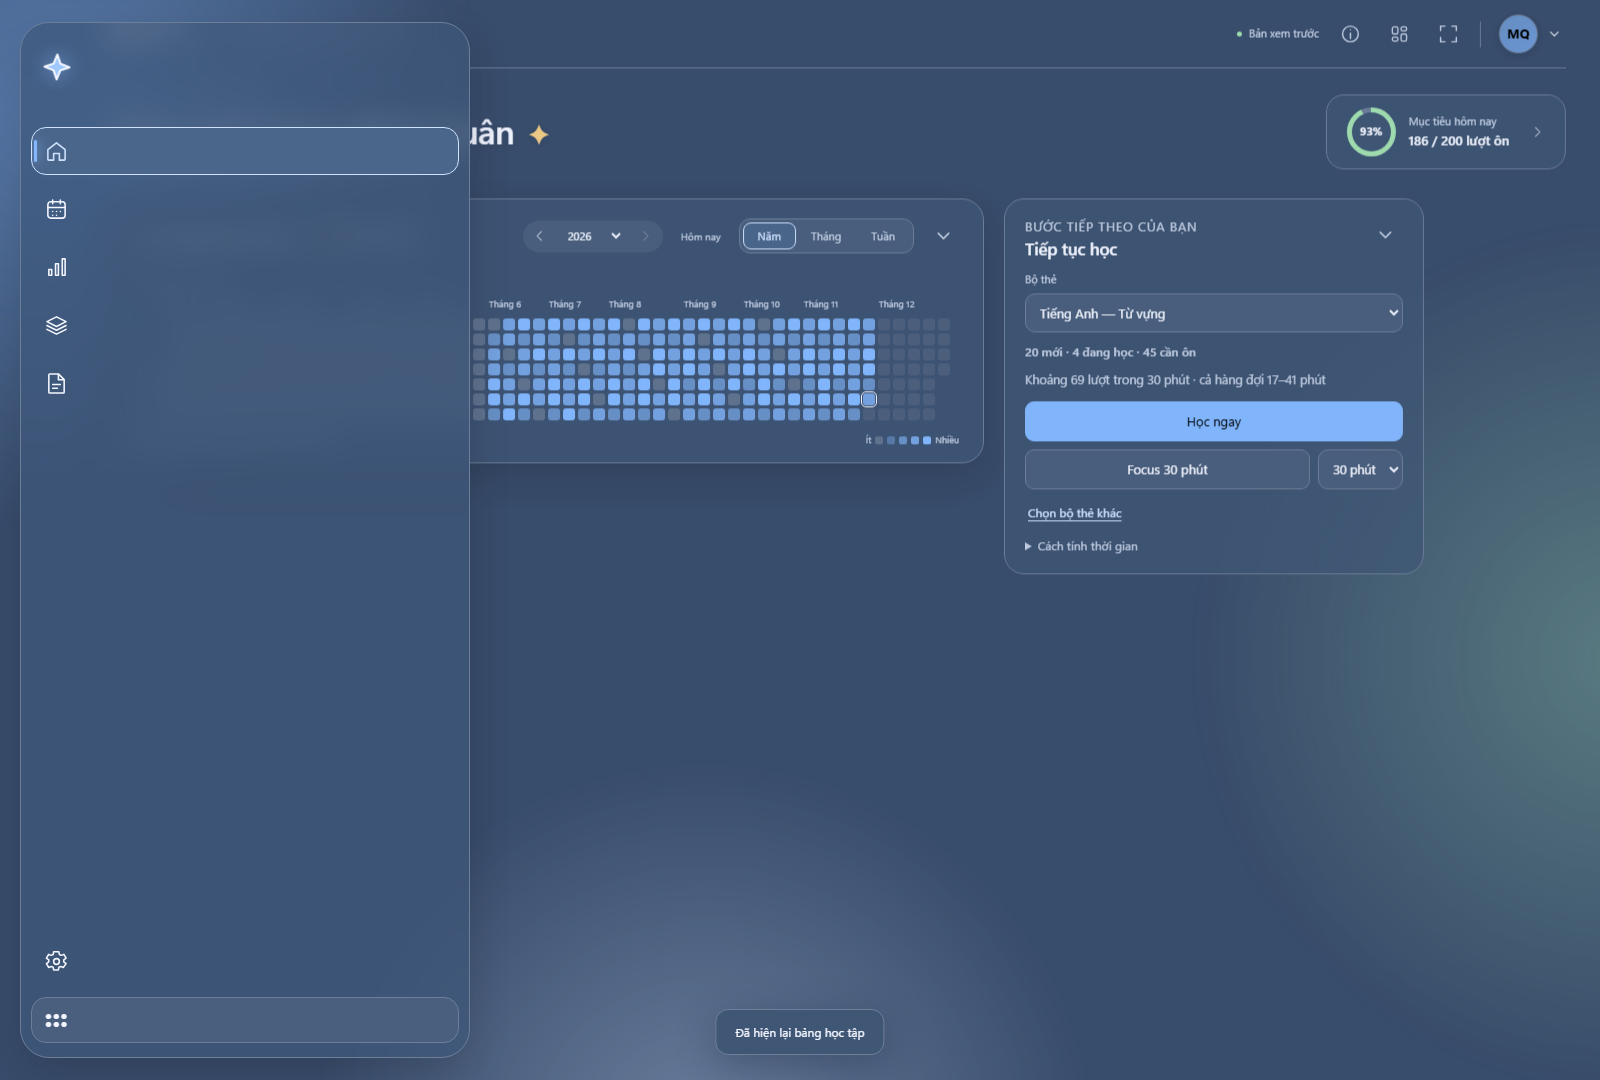 Bản xem trước
MQ
uân
93%
Mục tiêu hôm nay
186 / 200 lượt ôn
2026
Hôm nay
Năm
Tháng
Tuần
Tháng 6
Tháng 7
Tháng 8
Tháng 9
Tháng 10
Tháng 11
Tháng 12
Ít
Nhiều
BƯỚC TIẾP THEO CỦA BẠN
Tiếp tục học
Bộ thẻ
Tiếng Anh — Từ vựng
20 mới · 4 đang học · 45 cần ôn
Khoảng 69 lượt trong 30 phút · cả hàng đợi 17–41 phút
Học ngay
Focus 30 phút
30 phút
Chọn bộ thẻ khác
Cách tính thời gian
Đã hiện lại bảng học tập